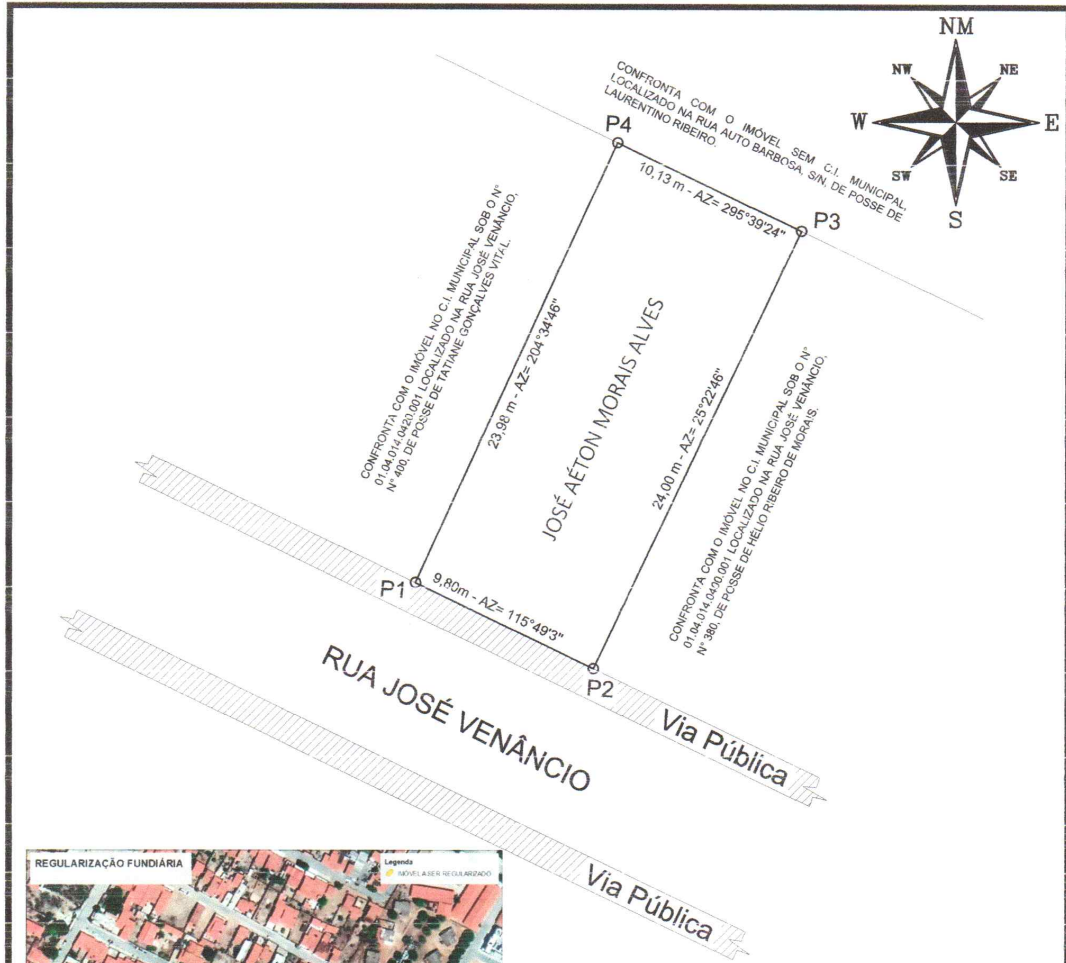 NM
NW
NE
W
E
SW
SE
S
CONFRONTA COM O IMÓVEL SEM C.I. MUNICIPAL,
LOCALIZADO NA RUA AUTO BARBOSA, S/N, DE POSSE DE
LAURENTINO RIBEIRO.
P4
10,13 m - AZ= 295°39'24"
P3
CONFRONTA COM O IMÓVEL NO C.I. MUNICIPAL SOB O N°
01.04.014.0420.001 LOCALIZADO NA RUA JOSÉ VENÂNCIO,
N° 400, DE POSSE DE TATIANE GONÇALVES VITAL.
23,98 m - AZ= 204°34'46"
JOSÉ AÉTON MORAIS ALVES
24,00 m - AZ= 25°22'46"
CONFRONTA COM O IMÓVEL NO C.I. MUNICIPAL SOB O N°
01.04.014.0400.001 LOCALIZADO NA RUA JOSÉ VENÂNCIO,
N° 380, DE POSSE DE HÉLIO RIBEIRO DE MORAIS.
P1
9,80m - AZ= 115°49'3"
P2
RUA JOSÉ VENÂNCIO
Via Pública
Via Pública
REGULARIZAÇÃO FUNDIÁRIA
Legenda
IMÓVEL A SER REGULARIZADO